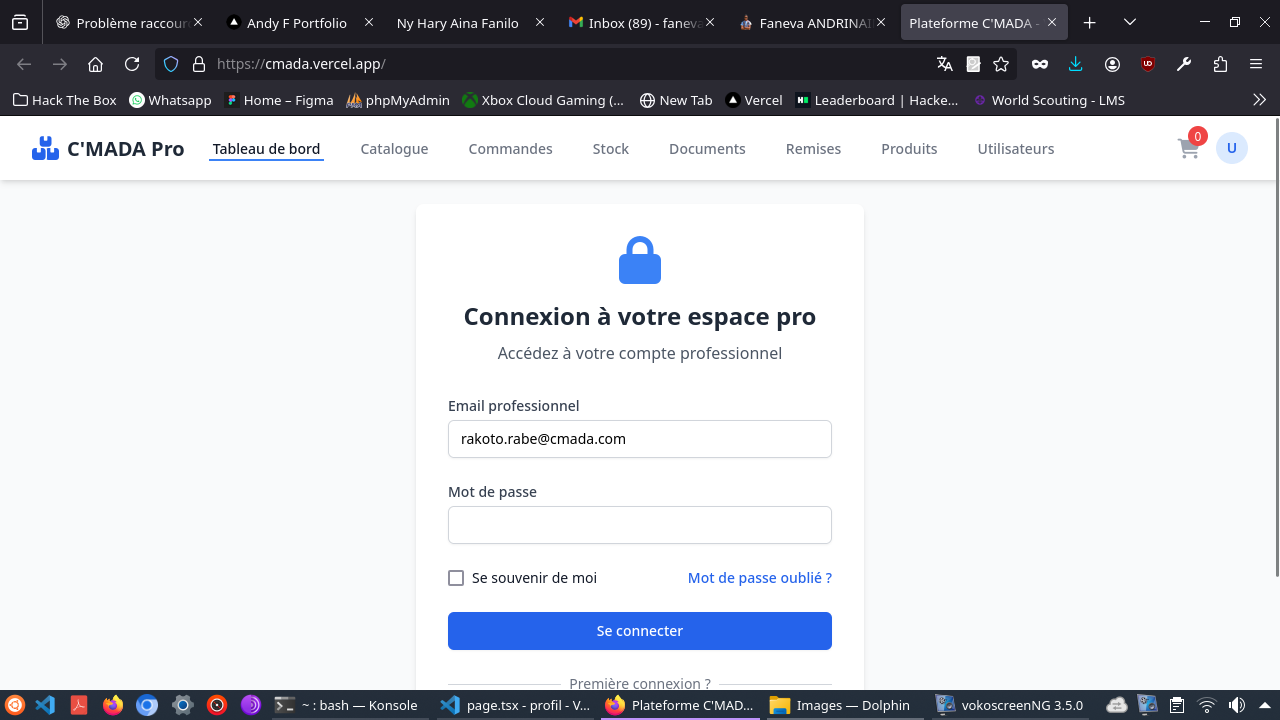 Problème raccour
Andy F Portfolio
Ny Hary Aina Fanilo
Inbox (89) - faneva
Faneva ANDRINAI
Plateforme C'MADA -
https://cmada.vercel.app/
Hack The Box
Whatsapp
Home – Figma
phpMyAdmin
Xbox Cloud Gaming (...
New Tab
Vercel
Leaderboard | Hacke...
World Scouting - LMS
C'MADA Pro
Tableau de bord
Catalogue
Commandes
Stock
Documents
Remises
Produits
Utilisateurs
0
U
Connexion à votre espace pro
Accédez à votre compte professionnel
Email professionnel
rakoto.rabe@cmada.com
Mot de passe
Se souvenir de moi
Mot de passe oublié ?
Se connecter
Première connexion ?
~ : bash — Konsole
page.tsx - profil - V...
Plateforme C'MAD...
Images — Dolphin
vokoscreenNG 3.5.0